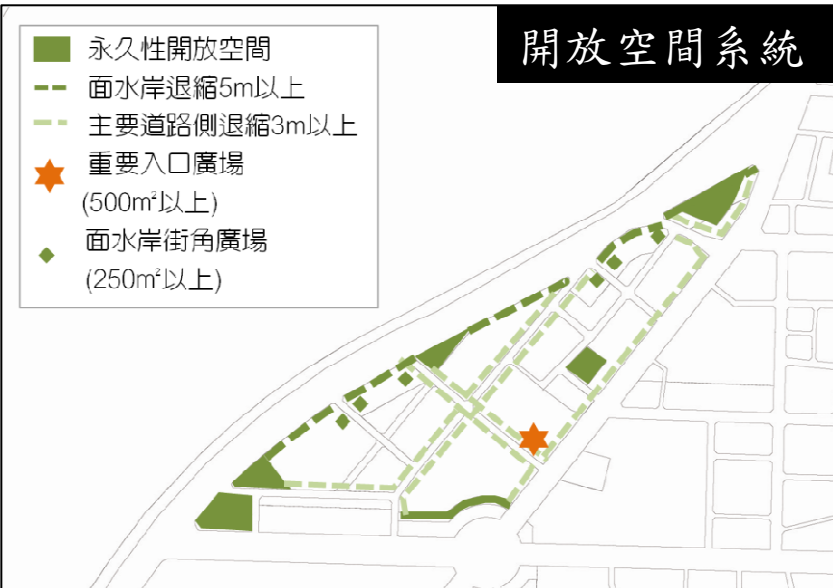 開放空間系統
永久性開放空間
面水岸退縮5m以上
主要道路側退縮3m以上
重要入口廣場
(500m²以上)
面水岸街角廣場
(250m²以上)